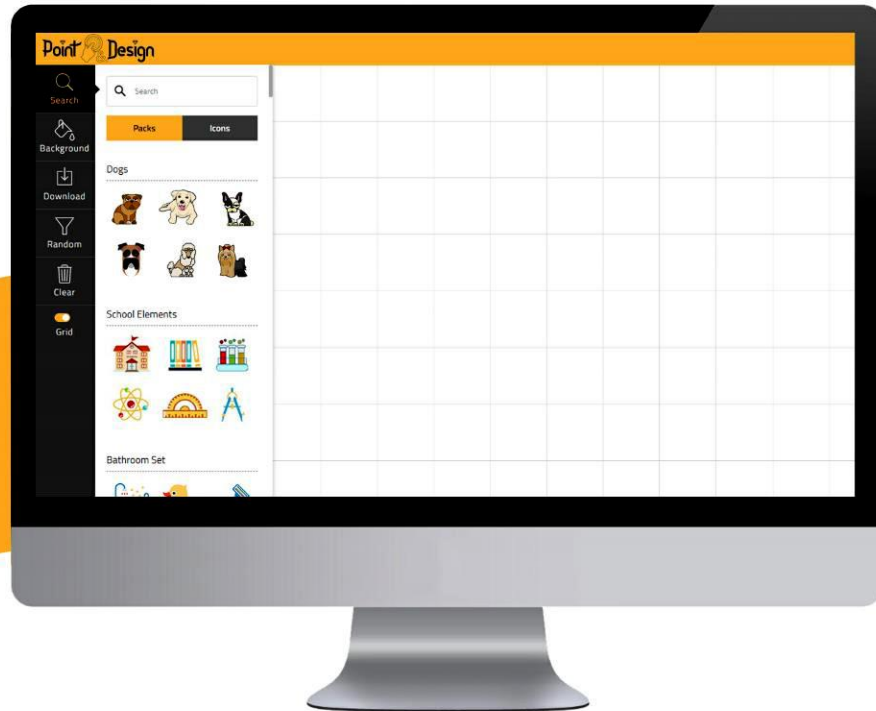 Point Design
Search
Background
Download
Random
Clear
Grid
Search
Packs Icons
Dogs
School Elements
Bathroom Set